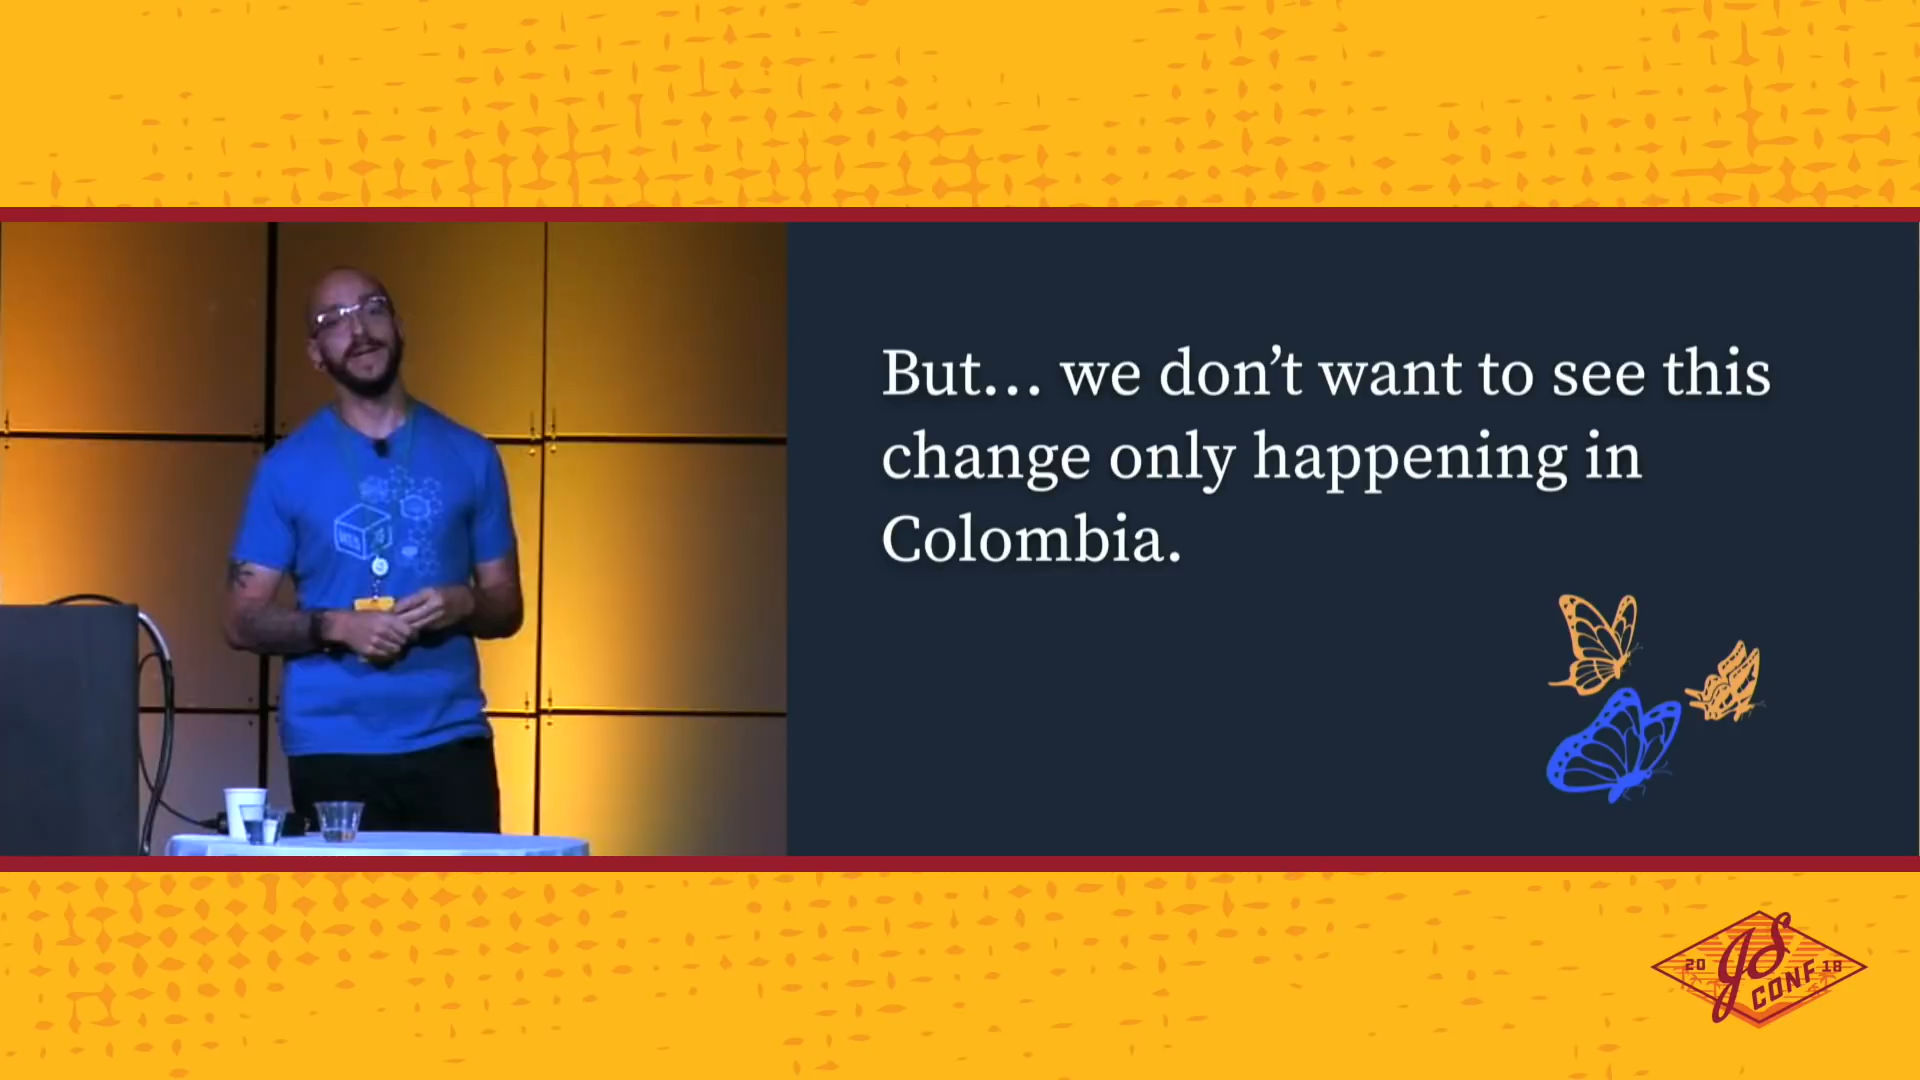 But... we don’t want to see this
change only happening in
Colombia.
20 JS CONF 18